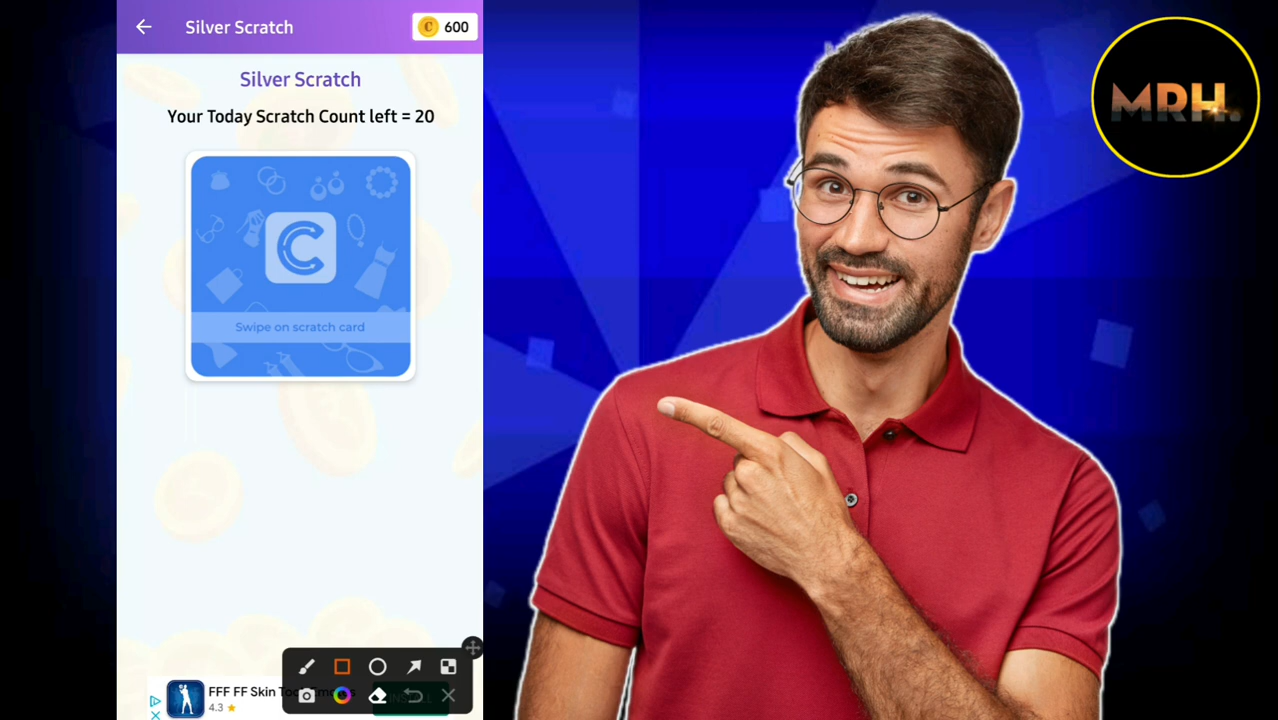 Silver Scratch
600
Silver Scratch
Your Today Scratch Count left = 20
C
Swipe on scratch card
FFF FF Skin
4.3
MRH.